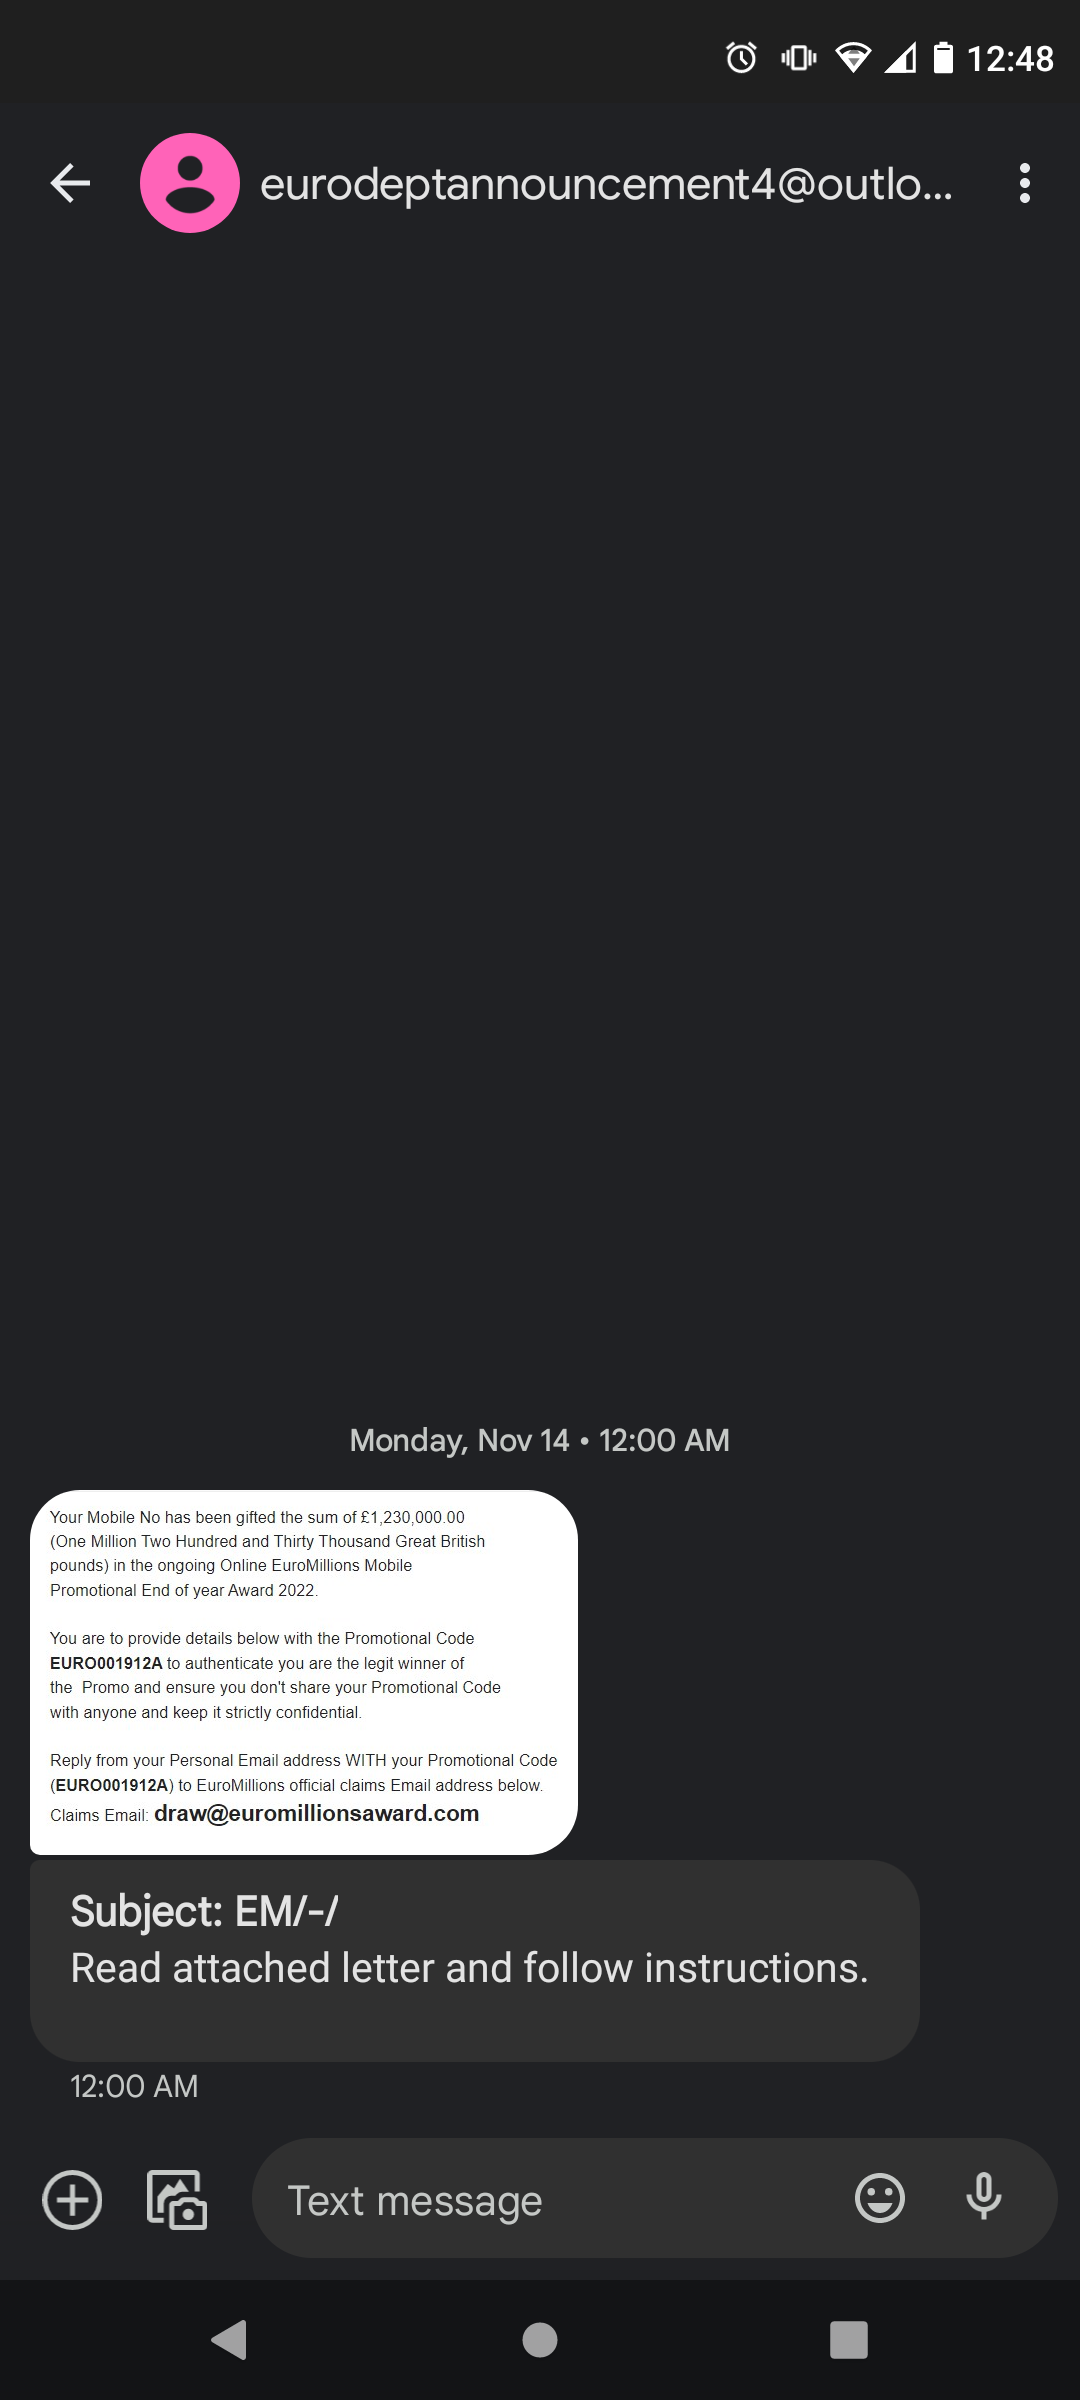 12:48
eurodeptannouncement4@outlo...
Monday, Nov 14 • 12:00 AM
Your Mobile No has been gifted the sum of £1,230,000.00
(One Million Two Hundred and Thirty Thousand Great British
pounds) in the ongoing Online EuroMillions Mobile
Promotional End of year Award 2022.
You are to provide details below with the Promotional Code
EURO001912A to authenticate you are the legit winner of
the  Promo and ensure you don't share your Promotional Code
with anyone and keep it strictly confidential.
Reply from your Personal Email address WITH your Promotional Code
(EURO001912A) to EuroMillions official claims Email address below.
Claims Email: draw@euromillionsaward.com
Subject: EM/-/
Read attached letter and follow instructions.
12:00 AM
Text message